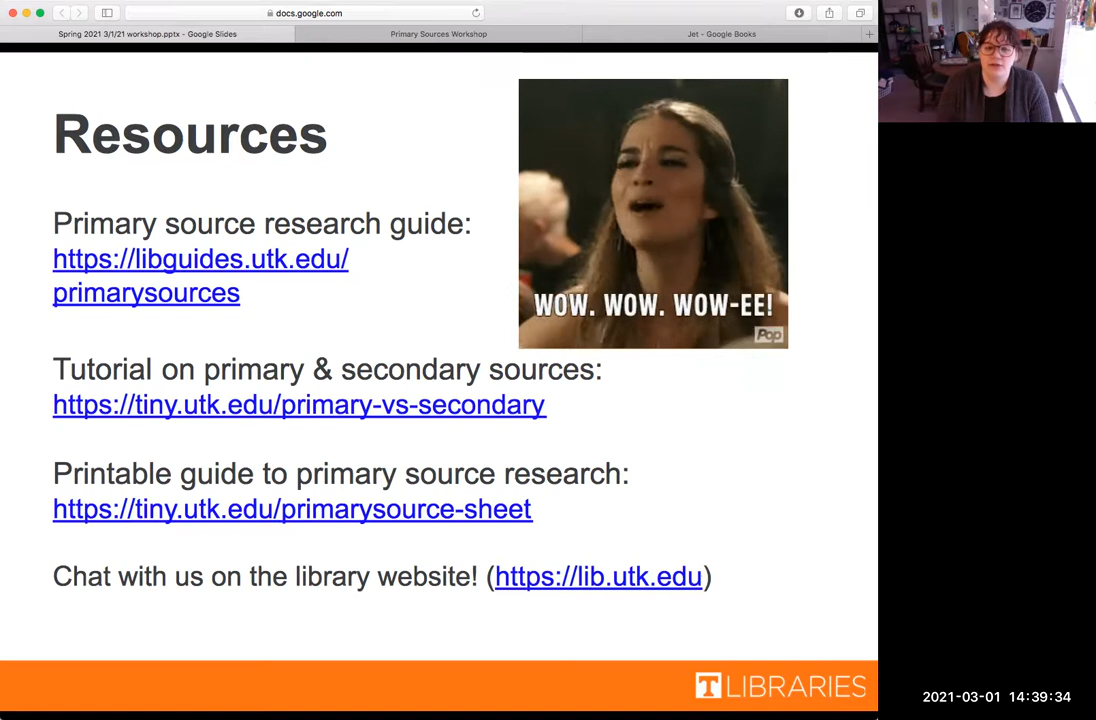 docs.google.com
Spring 2021 3/1/21 workshop.pptx - Google Slides
Primary Sources Workshop
Jet - Google Books
Resources
WOW. WOW. WOW-EE!
Pop
Primary source research guide:
https://libguides.utk.edu/
primarysources
Tutorial on primary & secondary sources:
https://tiny.utk.edu/primary-vs-secondary
Printable guide to primary source research:
https://tiny.utk.edu/primarysource-sheet
Chat with us on the library website! (https://lib.utk.edu)
T LIBRARIES
2021-03-01 14:39:34